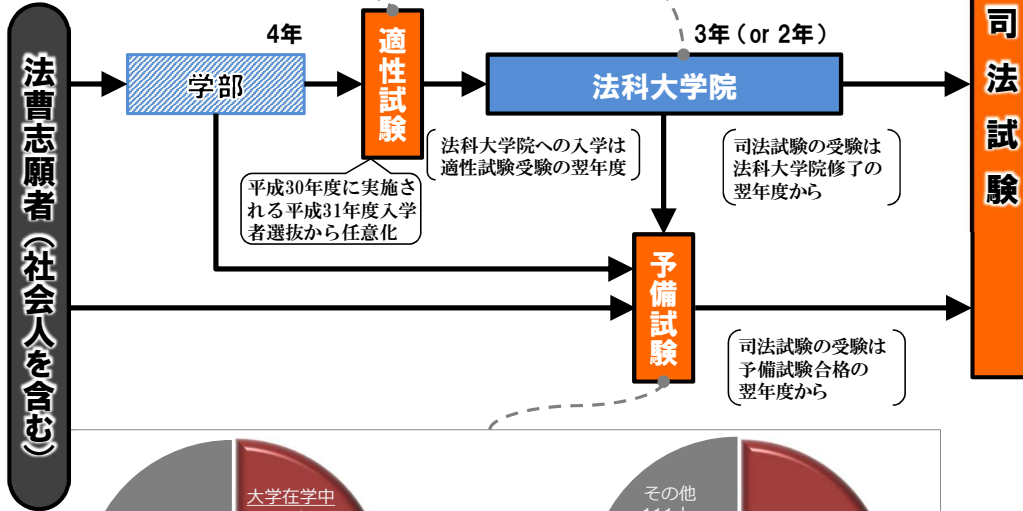 法曹志願者（社会人を含む）
4年
学部
適性試験
3年（or 2年）
法科大学院
司法試験
法科大学院への入学は
適性試験受験の翌年度
司法試験の受験は
法科大学院修了の
翌年度から
平成30年度に実施さ
れる平成31年度入学
者選抜から任意化
予備試験
司法試験の受験は
予備試験合格の
翌年度から
大学在学中
その他